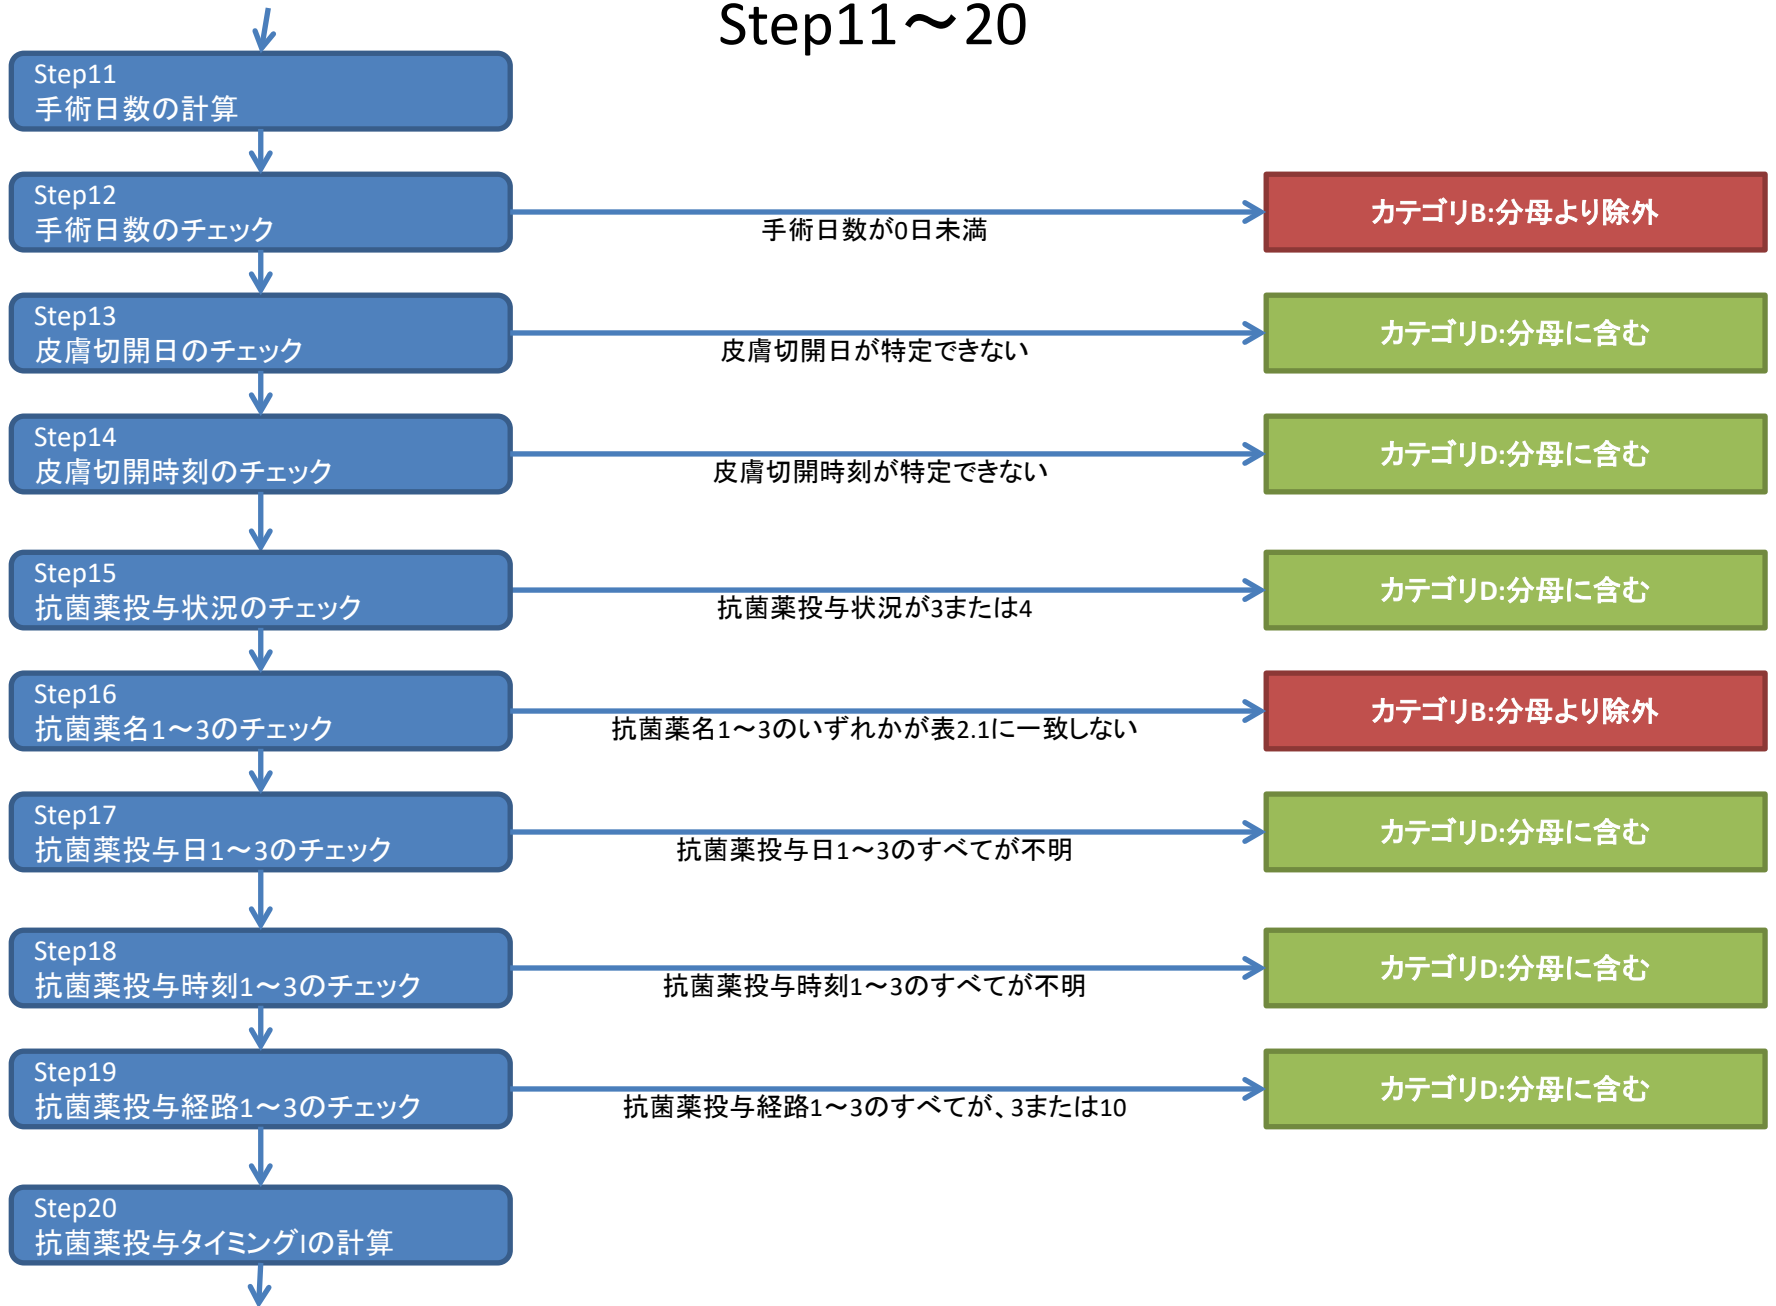 Step11～20
Step11
手術日数の計算
Step12
手術日数のチェック
手術日数が0日未満
カテゴリB:分母より除外
Step13
皮膚切開日のチェック
皮膚切開日が特定できない
カテゴリD:分母に含む
Step14
皮膚切開時刻のチェック
皮膚切開時刻が特定できない
カテゴリD:分母に含む
Step15
抗菌薬投与状況のチェック
抗菌薬投与状況が3または4
カテゴリD:分母に含む
Step16
抗菌薬名1～3のチェック
抗菌薬名1～3のいずれかが表2.1に一致しない
カテゴリB:分母より除外
Step17
抗菌薬投与日1～3のチェック
抗菌薬投与日1～3のすべてが不明
カテゴリD:分母に含む
Step18
抗菌薬投与時刻1～3のチェック
抗菌薬投与時刻1～3のすべてが不明
カテゴリD:分母に含む
Step19
抗菌薬投与経路1～3のチェック
抗菌薬投与経路1～3のすべてが、3または10
カテゴリD:分母に含む
Step20
抗菌薬投与タイミングIの計算